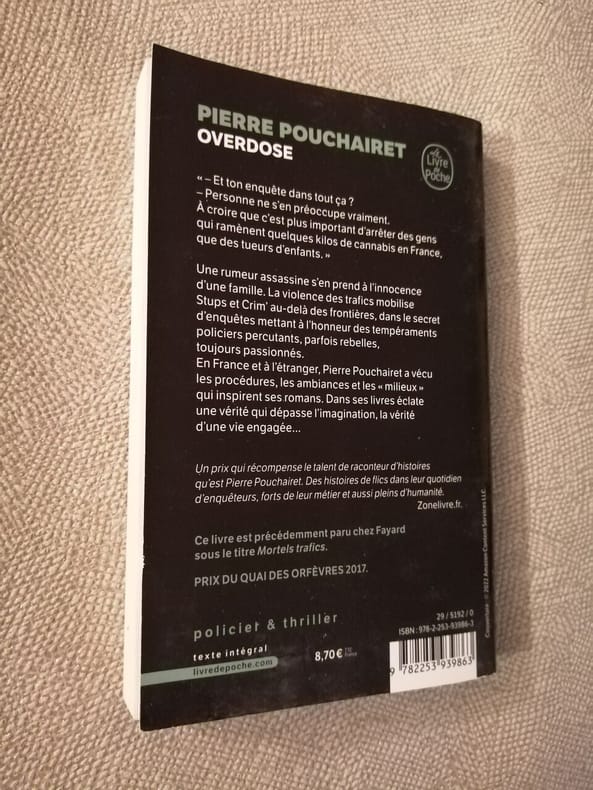 PIERRE POUCHAIRET
OVERDOSE
Le
Livre
de
Poche
« – Et ton enquête dans tout ça ?
– Personne ne s'en préoccupe vraiment.
À croire que c'est plus important d'arrêter des gens
qui ramènent quelques kilos de cannabis en France,
que des tueurs d'enfants. »
Une rumeur assassine s'en prend à l'innocence
d'une famille. La violence des trafics mobilise
Stups et Crim' au-delà des frontières, dans le secret
d'enquêtes mettant à l'honneur des tempéraments
policiers percutants, parfois rebelles,
toujours passionnés.
En France et à l'étranger, Pierre Pouchairet a vécu
les procédures, les ambiances et les « milieux »
qui inspirent ses romans. Dans ses livres éclate
une vérité qui dépasse l'imagination, la vérité
d'une vie engagée...
Un prix qui récompense le talent de raconteur d'histoires
qu'est Pierre Pouchairet. Des histoires de flics dans leur quotidien
d'enquêteurs, forts de leur métier et aussi pleins d'humanité.
Zonelivre.fr.
Ce livre est précédemment paru chez Fayard
sous le titre Mortels trafics.
PRIX DU QUAI DES ORFÈVRES 2017.
policier & thriller
texte intégral
livredepoche.com
8,70 € TTC
France
29 / 5192 / 0
ISBN : 978-2-253-93986-3
9 782253 939863
Couverture : © 2022 Amazon Content Services LLC.